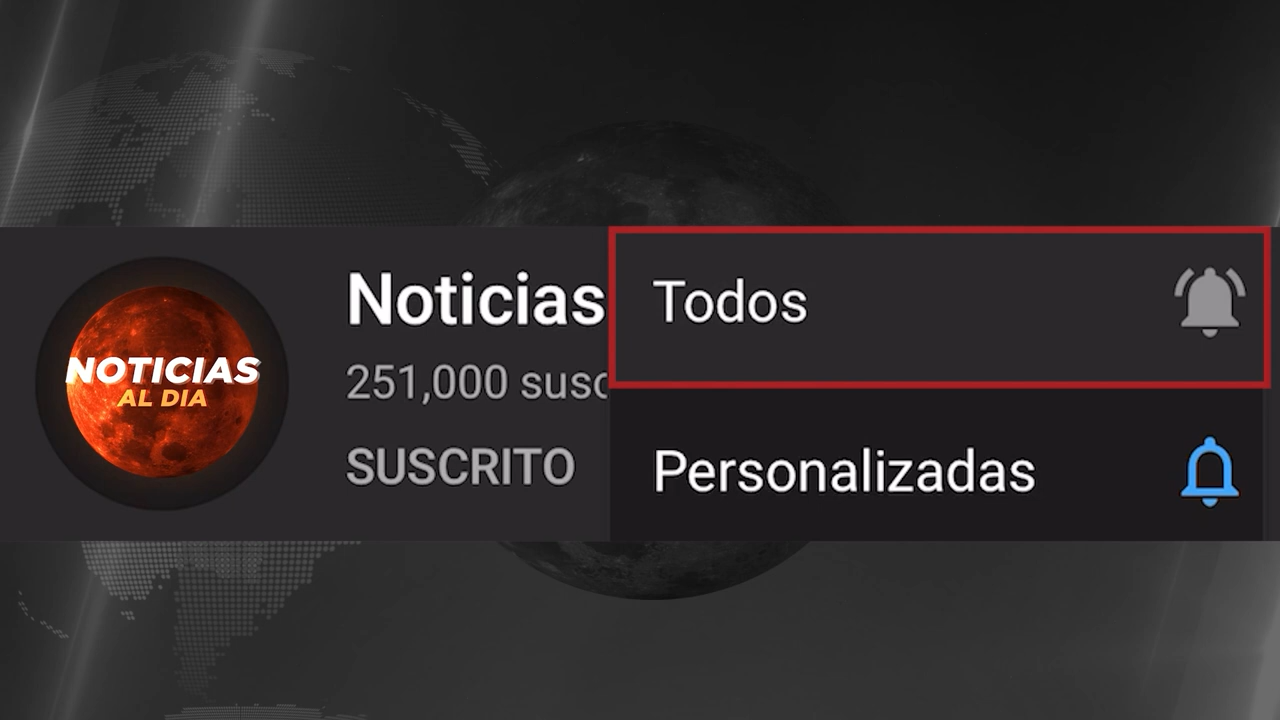 NOTICIAS
AL DIA
Noticias
251,000 susc
SUSCRITO
Todos
Personalizadas